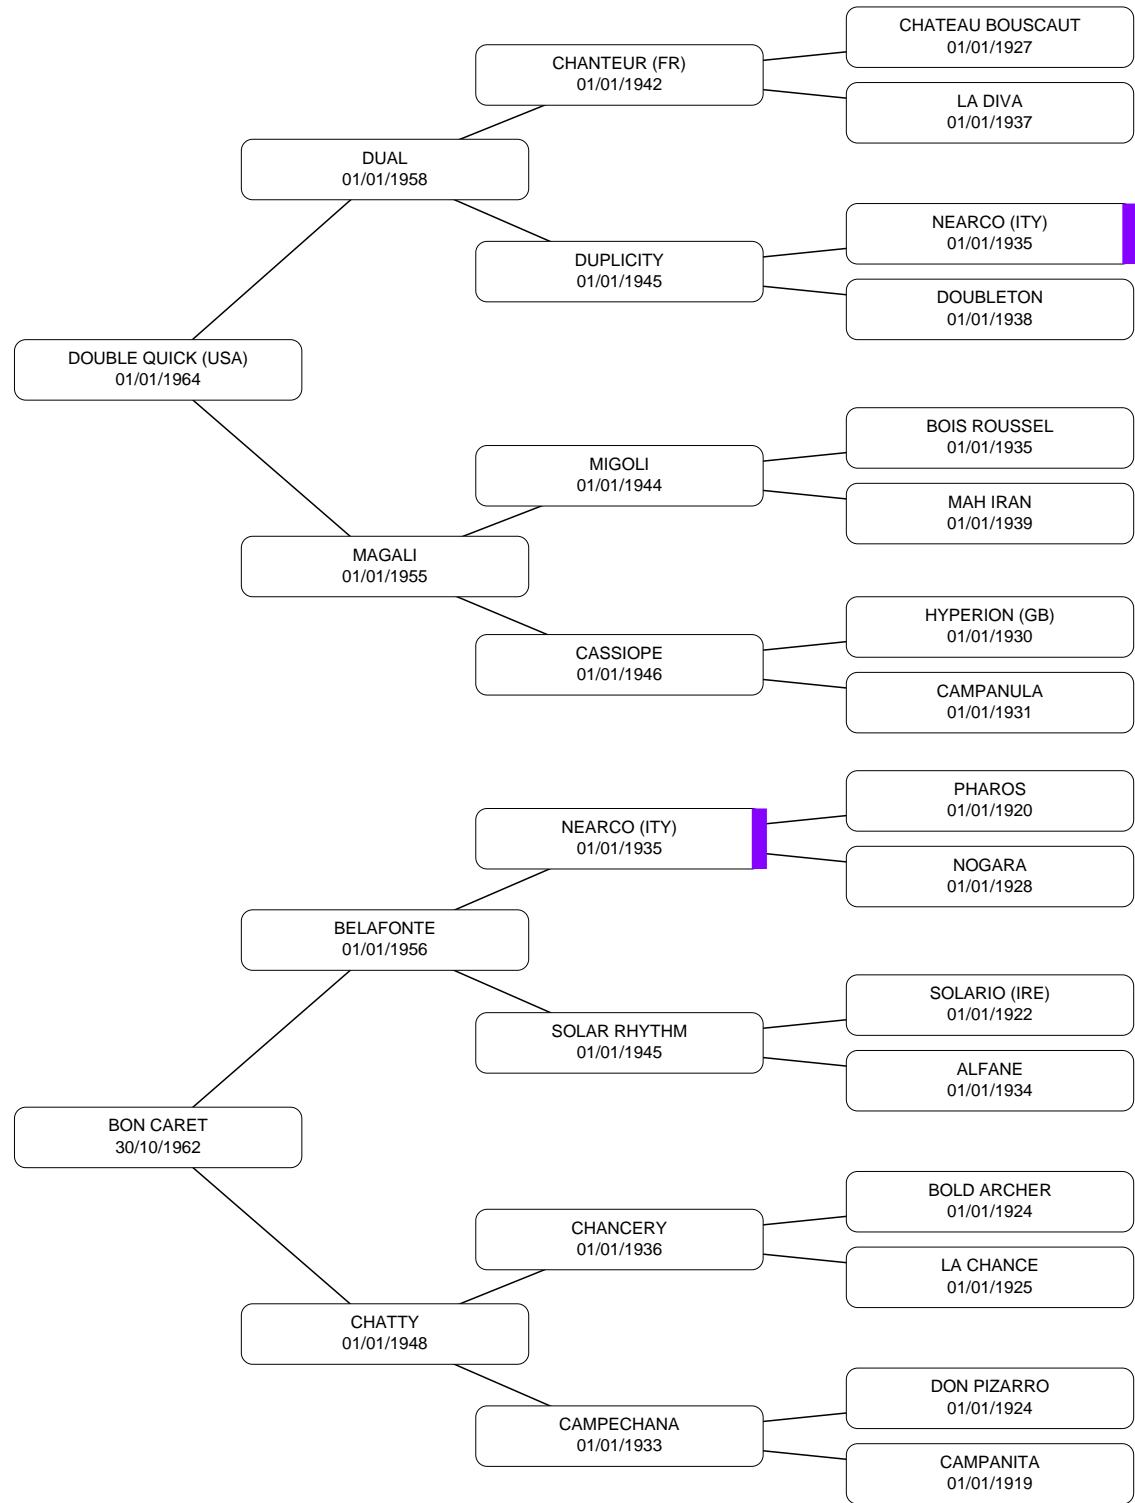 CHATEAU BOUSCAUT
01/01/1927
CHANTEUR (FR)
01/01/1942
LA DIVA
01/01/1937
DUAL
01/01/1958
NEARCO (ITY)
01/01/1935
DUPLICITY
01/01/1945
DOUBLETON
01/01/1938
DOUBLE QUICK (USA)
01/01/1964
BOIS ROUSSEL
01/01/1935
MIGOLI
01/01/1944
MAH IRAN
01/01/1939
MAGALI
01/01/1955
HYPERION (GB)
01/01/1930
CASSIOPE
01/01/1946
CAMPANULA
01/01/1931
PHAROS
01/01/1920
NEARCO (ITY)
01/01/1935
NOGARA
01/01/1928
BELAFONTE
01/01/1956
SOLARIO (IRE)
01/01/1922
SOLAR RHYTHM
01/01/1945
ALFANE
01/01/1934
BON CARET
30/10/1962
BOLD ARCHER
01/01/1924
CHANCERY
01/01/1936
LA CHANCE
01/01/1925
CHATTY
01/01/1948
DON PIZARRO
01/01/1924
CAMPECHANA
01/01/1933
CAMPANITA
01/01/1919